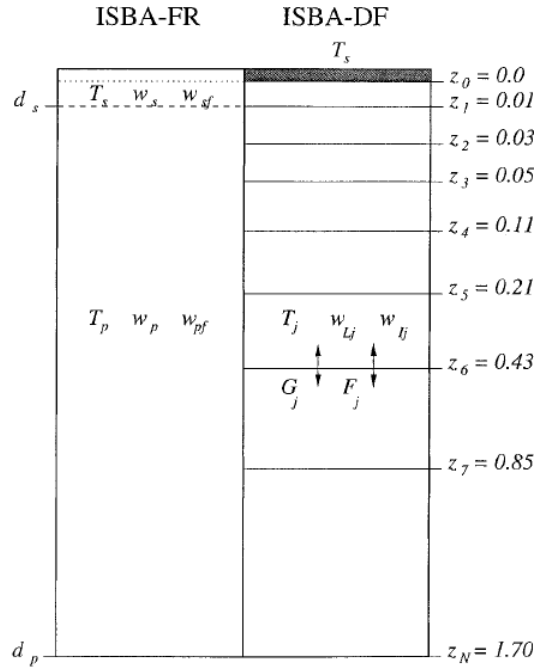 ISBA-FR ISBA-DF
T_s
z_0 = 0.0
T_s w_s w_sf
d_s z_1 = 0.01
z_2 = 0.03
z_3 = 0.05
z_4 = 0.11
z_5 = 0.21
T_p w_p w_pf T_j w_Lj w_Ij
z_6 = 0.43
G_j F_j
z_7 = 0.85
d_p z_N = 1.70